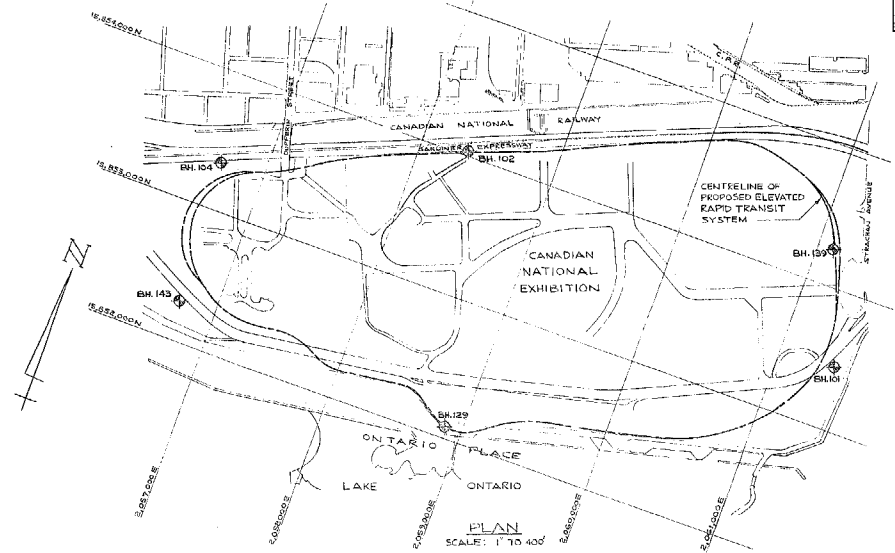 15,854,000 N
C.P.R.
DUFFERIN STREET
CANADIAN NATIONAL RAILWAY
GARDINER EXPRESSWAY
BH. 104
BH. 102
15,853,000 N
CENTRELINE OF
PROPOSED ELEVATED
RAPID TRANSIT
SYSTEM
STRACHAN AVENUE
N
CANADIAN
NATIONAL
EXHIBITION
BH. 139
BH. 143
15,852,000 N
BH. 101
BH. 129
ONTARIO PLACE
LAKE ONTARIO
2,057,000 E
2,058,000 E
2,059,000 E
2,060,000 E
2,061,000 E
PLAN
SCALE: 1" TO 400'